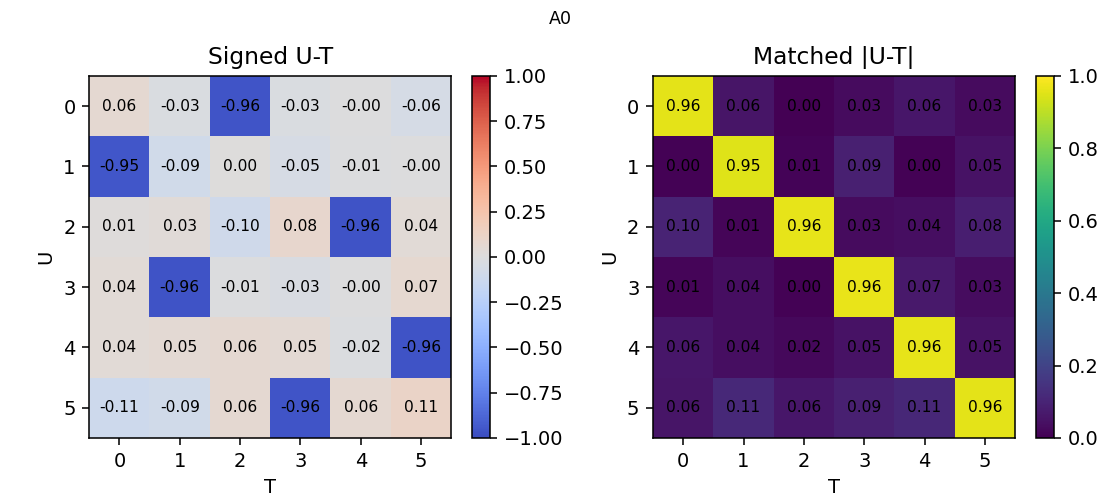 A0
Signed U-T
Matched |U-T|
0 0.06 -0.03 -0.96 -0.03 -0.00 -0.06
1 -0.95 -0.09 0.00 -0.05 -0.01 -0.00
2 0.01 0.03 -0.10 0.08 -0.96 0.04
3 0.04 -0.96 -0.01 -0.03 -0.00 0.07
4 0.04 0.05 0.06 0.05 -0.02 -0.96
5 -0.11 -0.09 0.06 -0.96 0.06 0.11
0 1 2 3 4 5
U
T
1.00
0.75
0.50
0.25
0.00
−0.25
−0.50
−0.75
−1.00
0 0.96 0.06 0.00 0.03 0.06 0.03
1 0.00 0.95 0.01 0.09 0.00 0.05
2 0.10 0.01 0.96 0.03 0.04 0.08
3 0.01 0.04 0.00 0.96 0.07 0.03
4 0.06 0.04 0.02 0.05 0.96 0.05
5 0.06 0.11 0.06 0.09 0.11 0.96
0 1 2 3 4 5
U
T
1.0
0.8
0.6
0.4
0.2
0.0